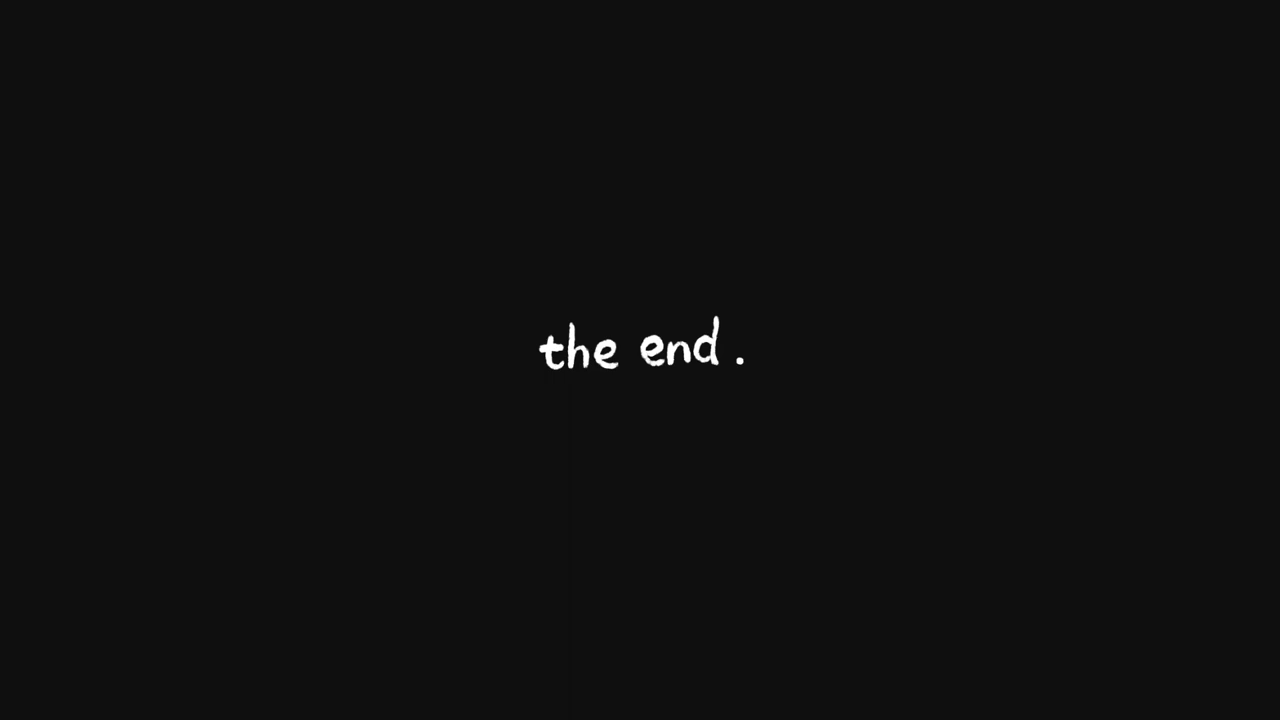 the end .